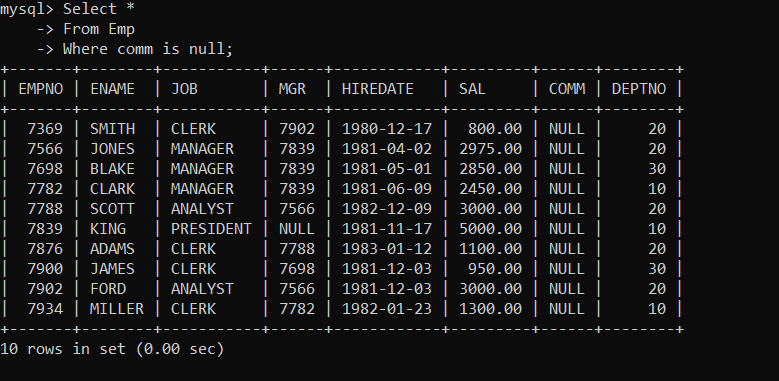 mysql> Select *
    -> From Emp
    -> Where comm is null;
+-------+--------+-----------+------+------------+---------+------+--------+
| EMPNO | ENAME  | JOB       | MGR  | HIREDATE   | SAL     | COMM | DEPTNO |
+-------+--------+-----------+------+------------+---------+------+--------+
|  7369 | SMITH  | CLERK     | 7902 | 1980-12-17 |  800.00 | NULL |     20 |
|  7566 | JONES  | MANAGER   | 7839 | 1981-04-02 | 2975.00 | NULL |     20 |
|  7698 | BLAKE  | MANAGER   | 7839 | 1981-05-01 | 2850.00 | NULL |     30 |
|  7782 | CLARK  | MANAGER   | 7839 | 1981-06-09 | 2450.00 | NULL |     10 |
|  7788 | SCOTT  | ANALYST   | 7566 | 1982-12-09 | 3000.00 | NULL |     20 |
|  7839 | KING   | PRESIDENT | NULL | 1981-11-17 | 5000.00 | NULL |     10 |
|  7876 | ADAMS  | CLERK     | 7788 | 1983-01-12 | 1100.00 | NULL |     20 |
|  7900 | JAMES  | CLERK     | 7698 | 1981-12-03 |  950.00 | NULL |     30 |
|  7902 | FORD   | ANALYST   | 7566 | 1981-12-03 | 3000.00 | NULL |     20 |
|  7934 | MILLER | CLERK     | 7782 | 1982-01-23 | 1300.00 | NULL |     10 |
+-------+--------+-----------+------+------------+---------+------+--------+
10 rows in set (0.00 sec)